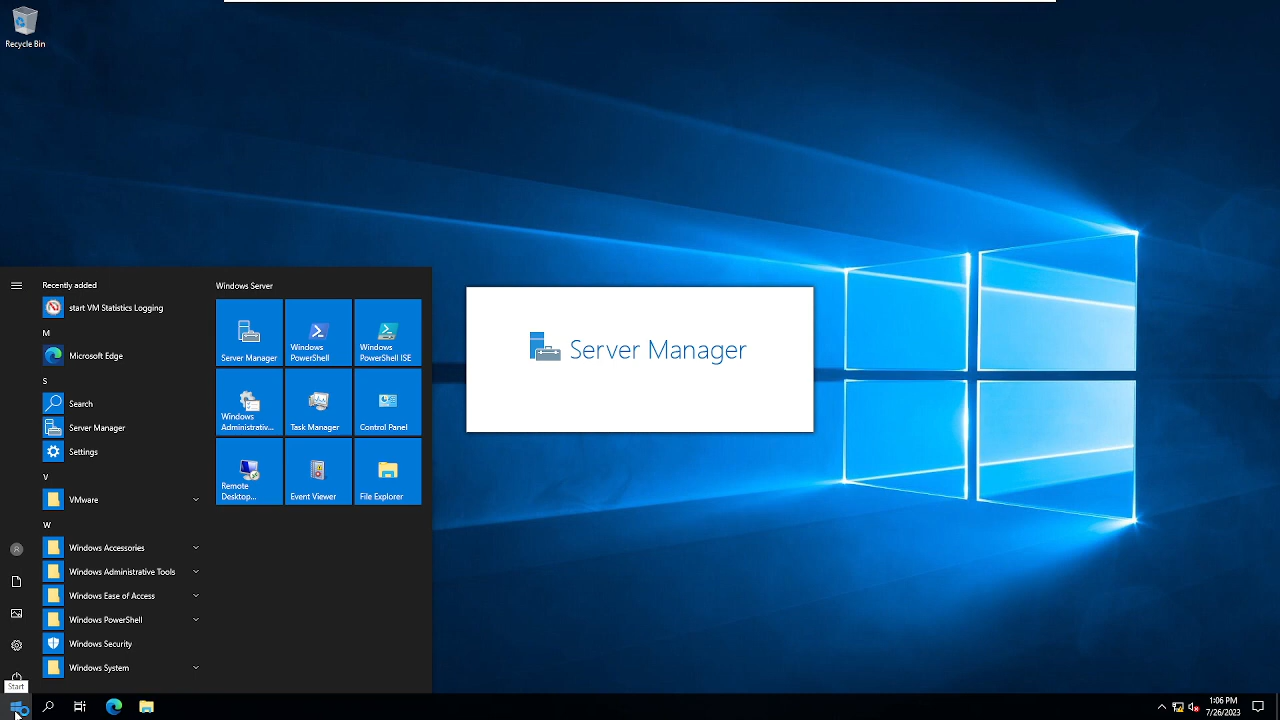 Recycle Bin
Recently added
start VM Statistics Logging
M
Microsoft Edge
S
Search
Server Manager
Settings
V
VMware
W
Windows Accessories
Windows Administrative Tools
Windows Ease of Access
Windows PowerShell
Windows Security
Windows System
Start
Windows Server
Server Manager
Windows
PowerShell
Windows
PowerShell ISE
Windows
Administrativ...
Task Manager
Control Panel
Remote
Desktop...
Event Viewer
File Explorer
Server Manager
1:06 PM
7/26/2023